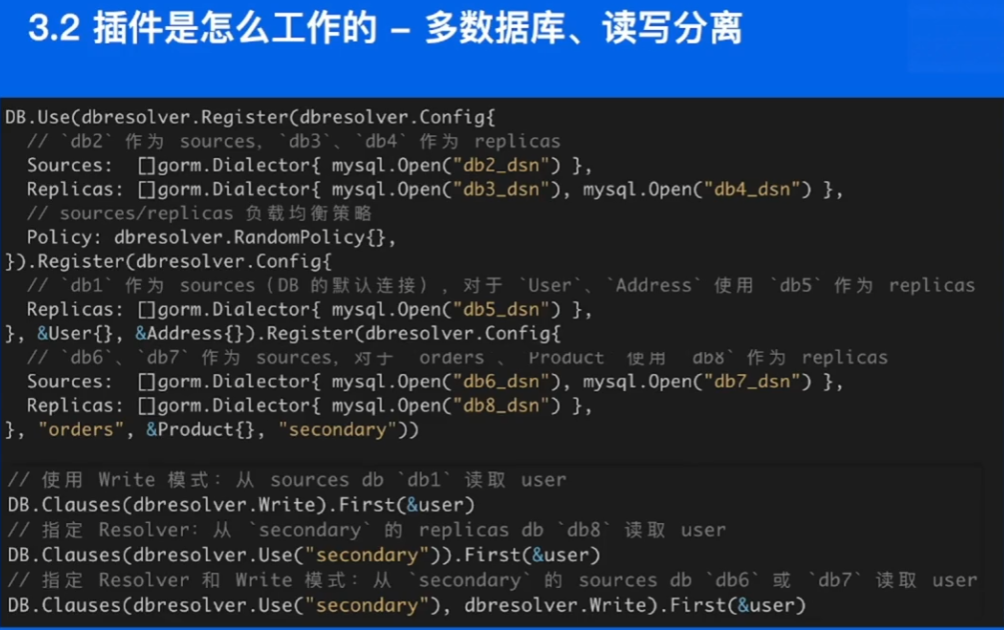 3.2 插件是怎么工作的 – 多数据库、读写分离
DB.Use(dbresolver.Register(dbresolver.Config{
// `db2` 作为 sources, `db3`、`db4` 作为 replicas
Sources: []gorm.Dialector{ mysql.Open("db2_dsn") },
Replicas: []gorm.Dialector{ mysql.Open("db3_dsn"), mysql.Open("db4_dsn") },
// sources/replicas 负载均衡策略
Policy: dbresolver.RandomPolicy{},
}).Register(dbresolver.Config{
// `db1` 作为 sources（DB 的默认连接）, 对于 `User`、`Address` 使用 `db5` 作为 replicas
Replicas: []gorm.Dialector{ mysql.Open("db5_dsn") },
}, &User{}, &Address{}).Register(dbresolver.Config{
// `db6`、`db7` 作为 sources, 对于 orders 、 Product 使用 db8` 作为 replicas
Sources: []gorm.Dialector{ mysql.Open("db6_dsn"), mysql.Open("db7_dsn") },
Replicas: []gorm.Dialector{ mysql.Open("db8_dsn") },
}, "orders", &Product{}, "secondary"))
// 使用 Write 模式: 从 sources db `db1` 读取 user
DB.Clauses(dbresolver.Write).First(&user)
// 指定 Resolver: 从 `secondary` 的 replicas db `db8` 读取 user
DB.Clauses(dbresolver.Use("secondary")).First(&user)
// 指定 Resolver 和 Write 模式: 从 `secondary` 的 sources db `db6` 或 `db7` 读取 user
DB.Clauses(dbresolver.Use("secondary"), dbresolver.Write).First(&user)